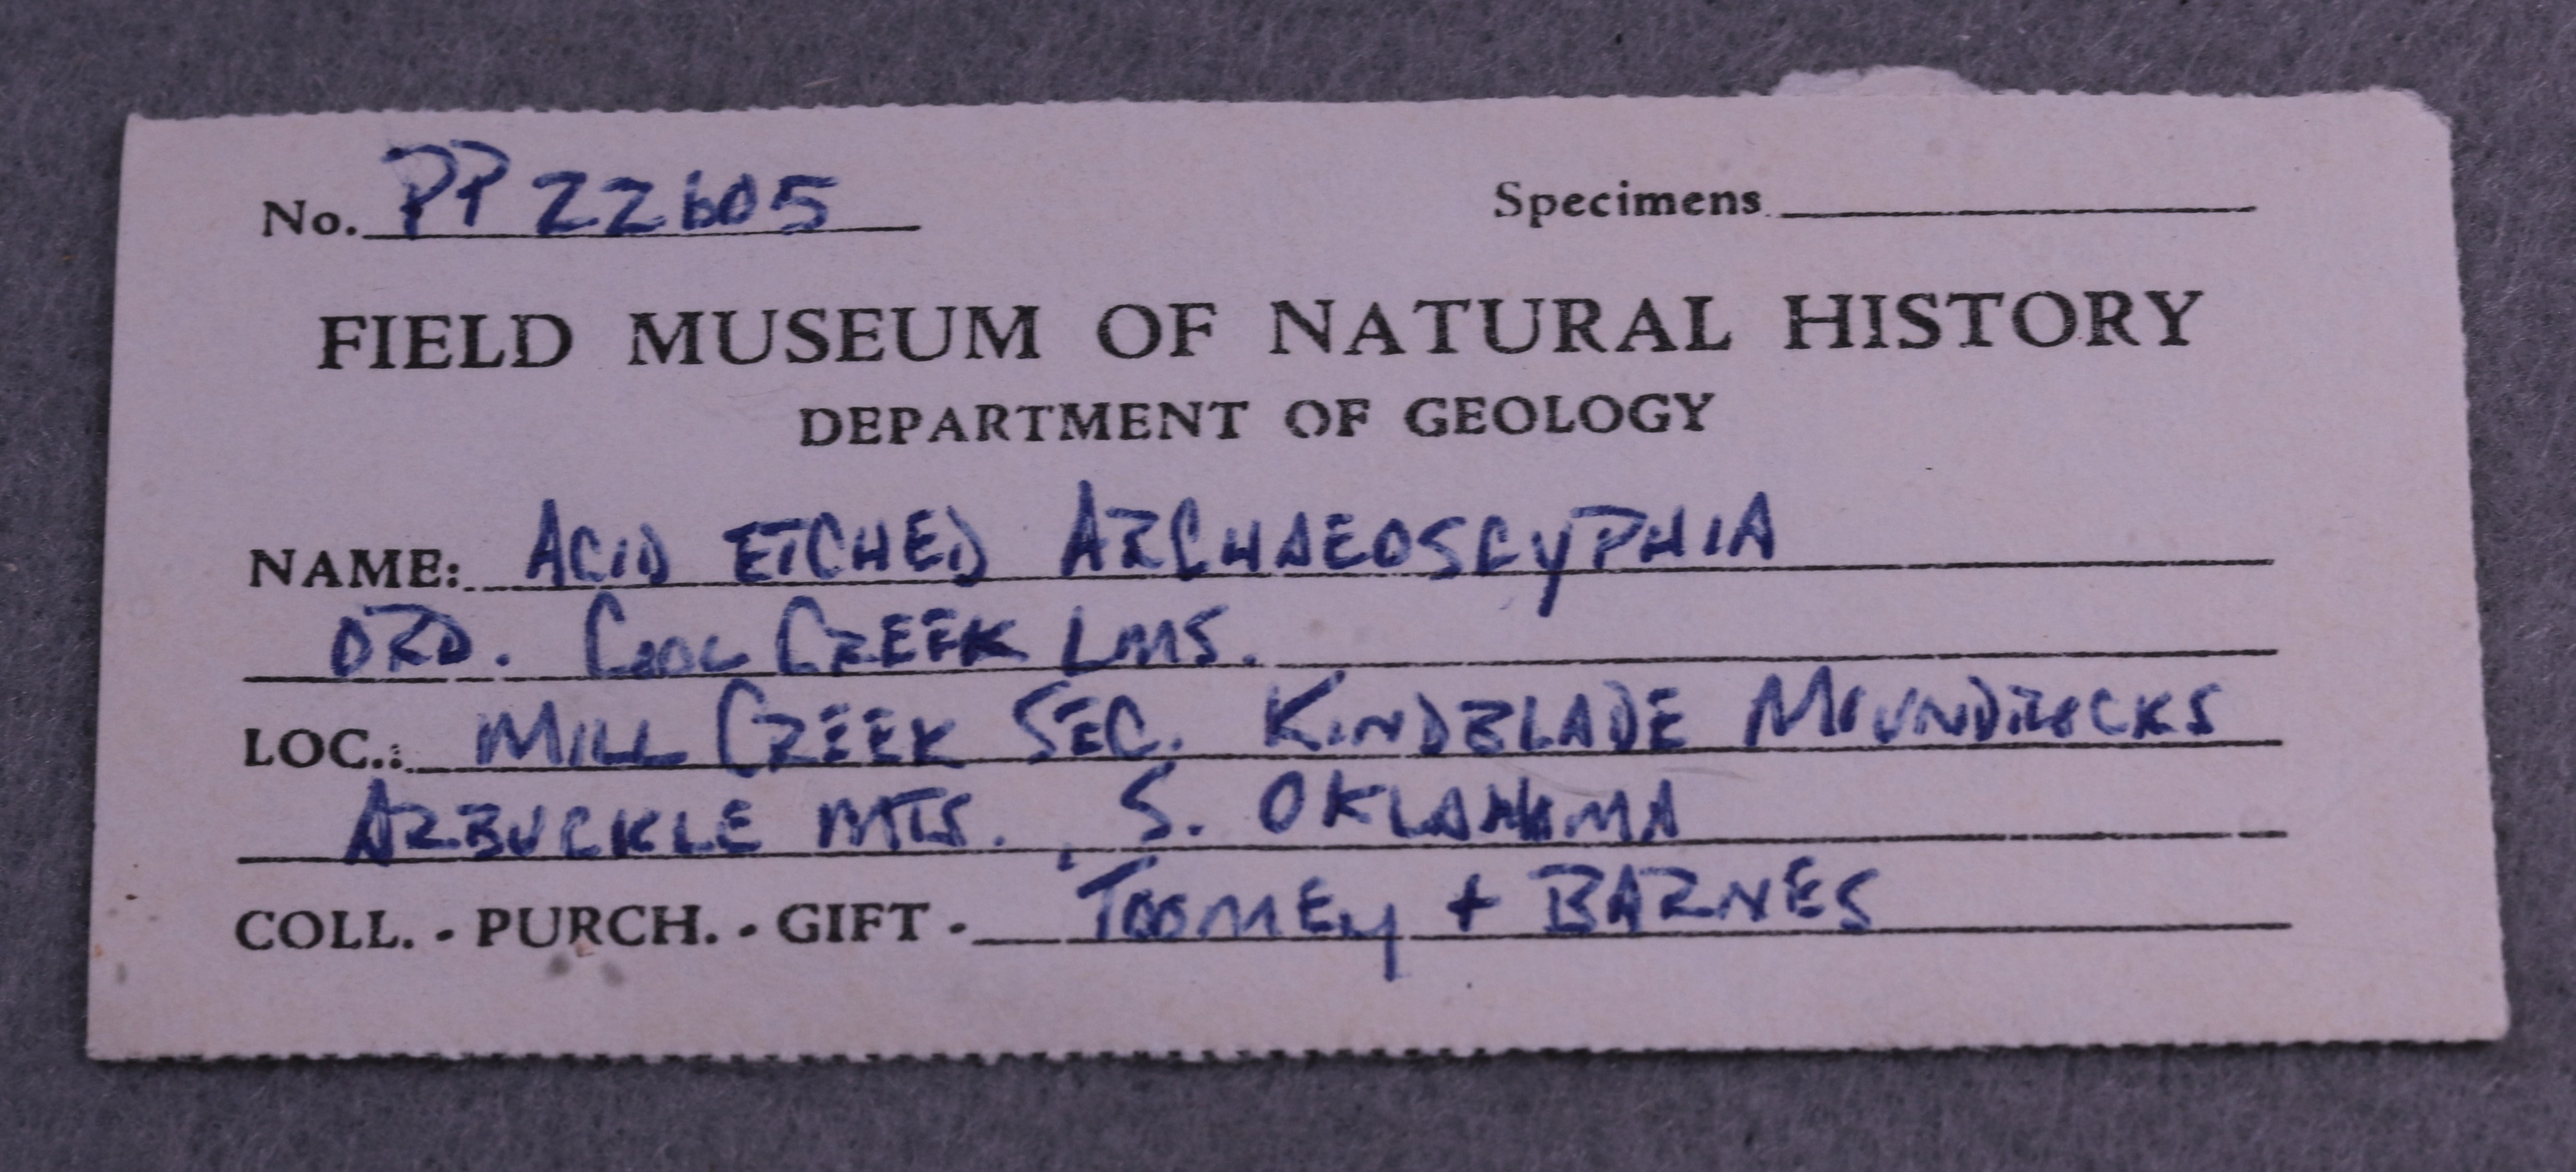 No. PP 22605 Specimens
FIELD MUSEUM OF NATURAL HISTORY
DEPARTMENT OF GEOLOGY
NAME: ACID ETCHED ARCHAEOSCYPHIA
ORD. COOL CREEK LMS.
LOC.: MILL CREEK SEC. KINDBLADE MOUNDROCKS
ARBUCKLE MTS., S. OKLAHOMA
COLL. - PURCH. - GIFT - TOOMEY + BARNES